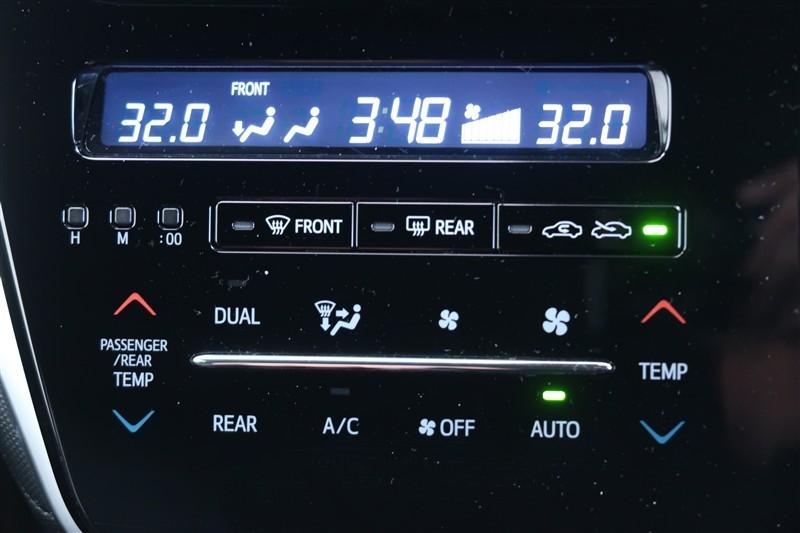 FRONT
32.0 3:48 32.0
H M :00
FRONT REAR
DUAL
PASSENGER
/REAR
TEMP
TEMP
REAR A/C OFF AUTO